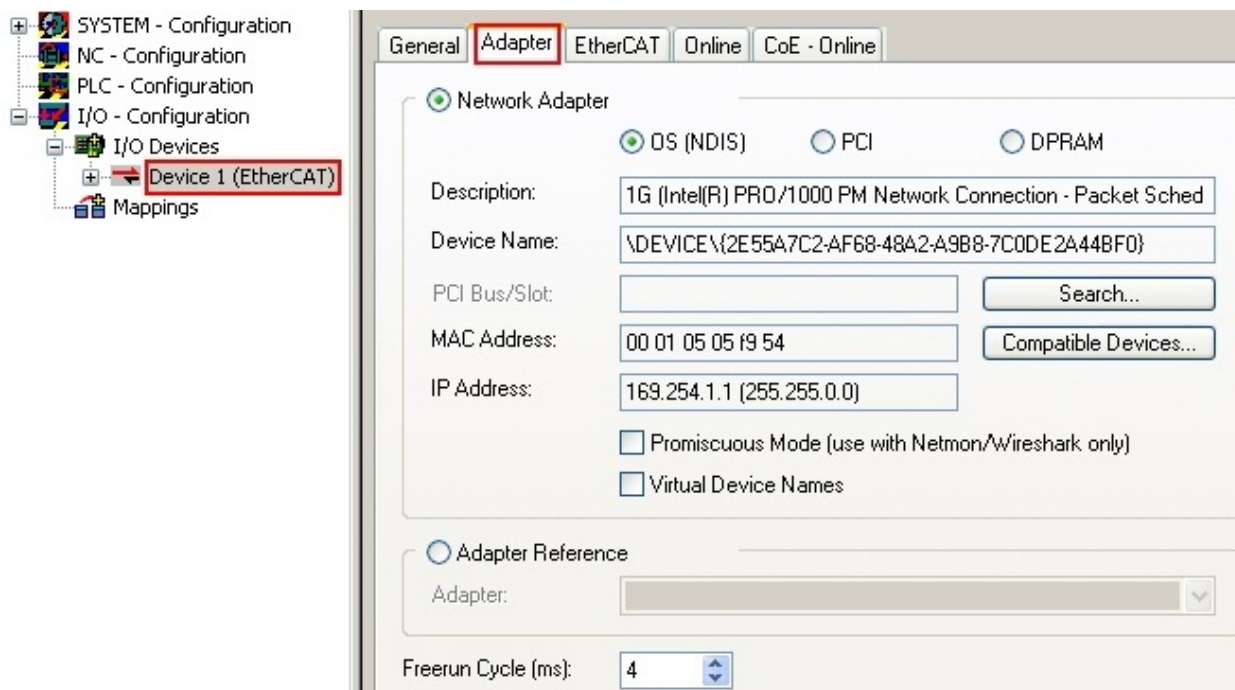 SYSTEM - Configuration
NC - Configuration
PLC - Configuration
I/O - Configuration
I/O Devices
Device 1 (EtherCAT)
Mappings
General Adapter EtherCAT Online CoE - Online
Network Adapter
OS (NDIS) PCI DPRAM
Description: 1G (Intel(R) PRO/1000 PM Network Connection - Packet Sched
Device Name: \DEVICE\{2E55A7C2-AF68-48A2-A9B8-7C0DE2A44BF0}
PCI Bus/Slot: Search...
MAC Address: 00 01 05 05 f9 54 Compatible Devices...
IP Address: 169.254.1.1 (255.255.0.0)
Promiscuous Mode (use with Netmon/Wireshark only)
Virtual Device Names
Adapter Reference
Adapter:
Freerun Cycle (ms): 4